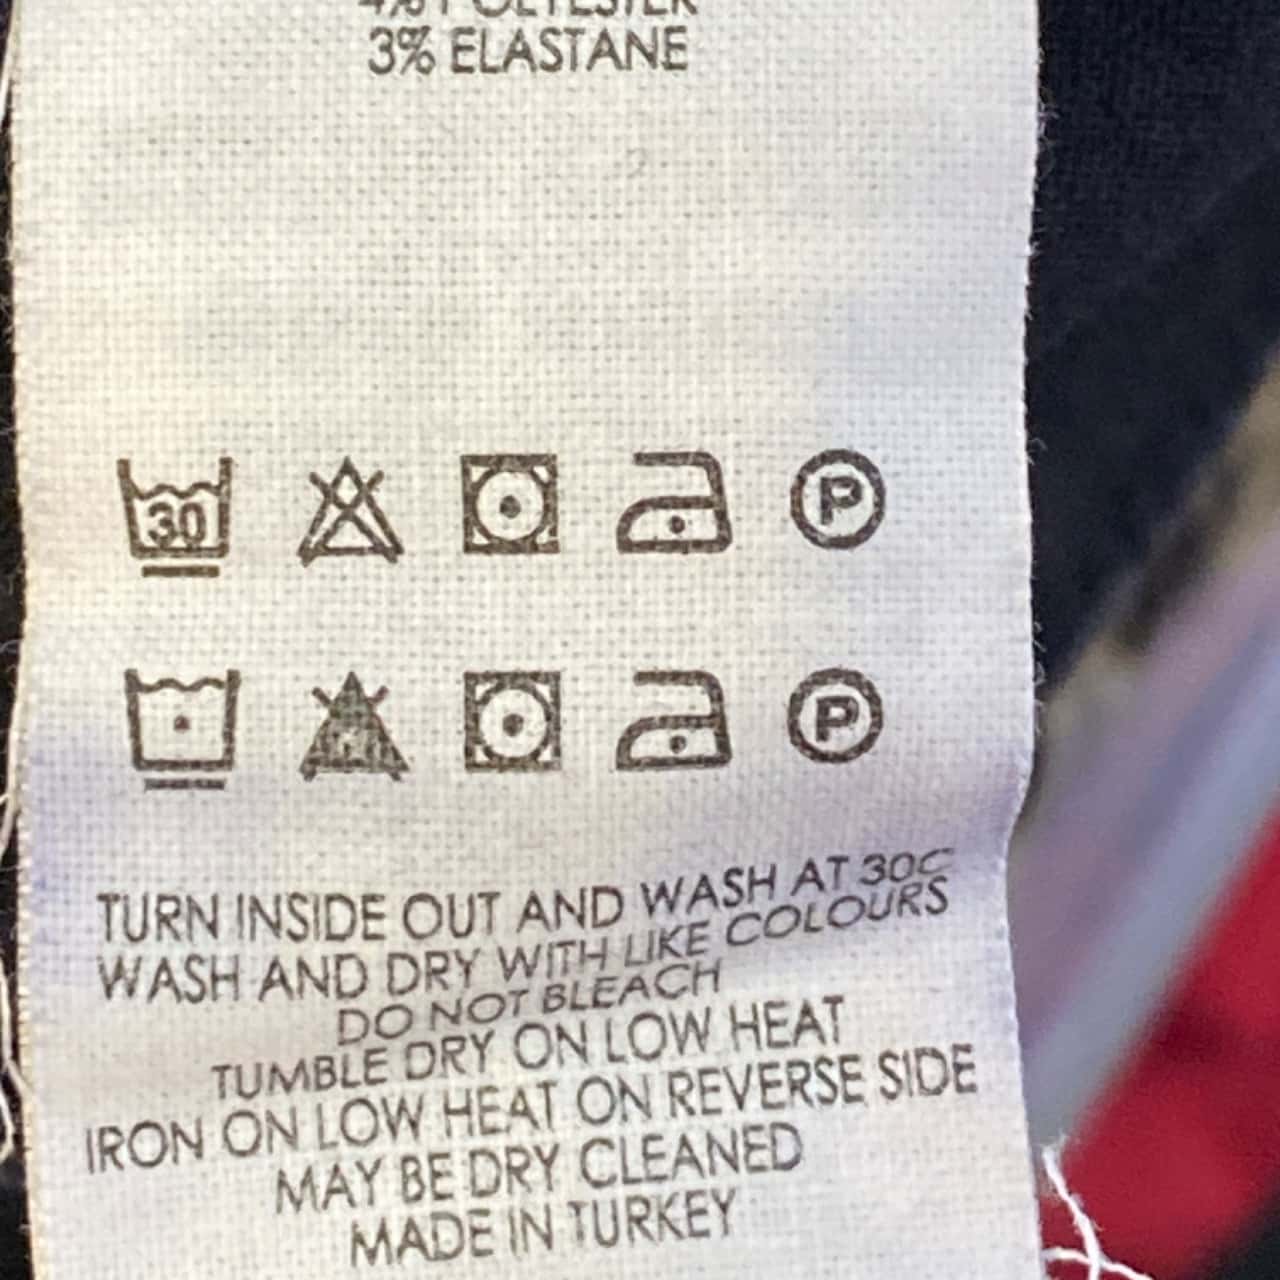 4% POLYESTER
3% ELASTANE
30 P
P
TURN INSIDE OUT AND WASH AT 30C
WASH AND DRY WITH LIKE COLOURS
DO NOT BLEACH
TUMBLE DRY ON LOW HEAT
IRON ON LOW HEAT ON REVERSE SIDE
MAY BE DRY CLEANED
MADE IN TURKEY